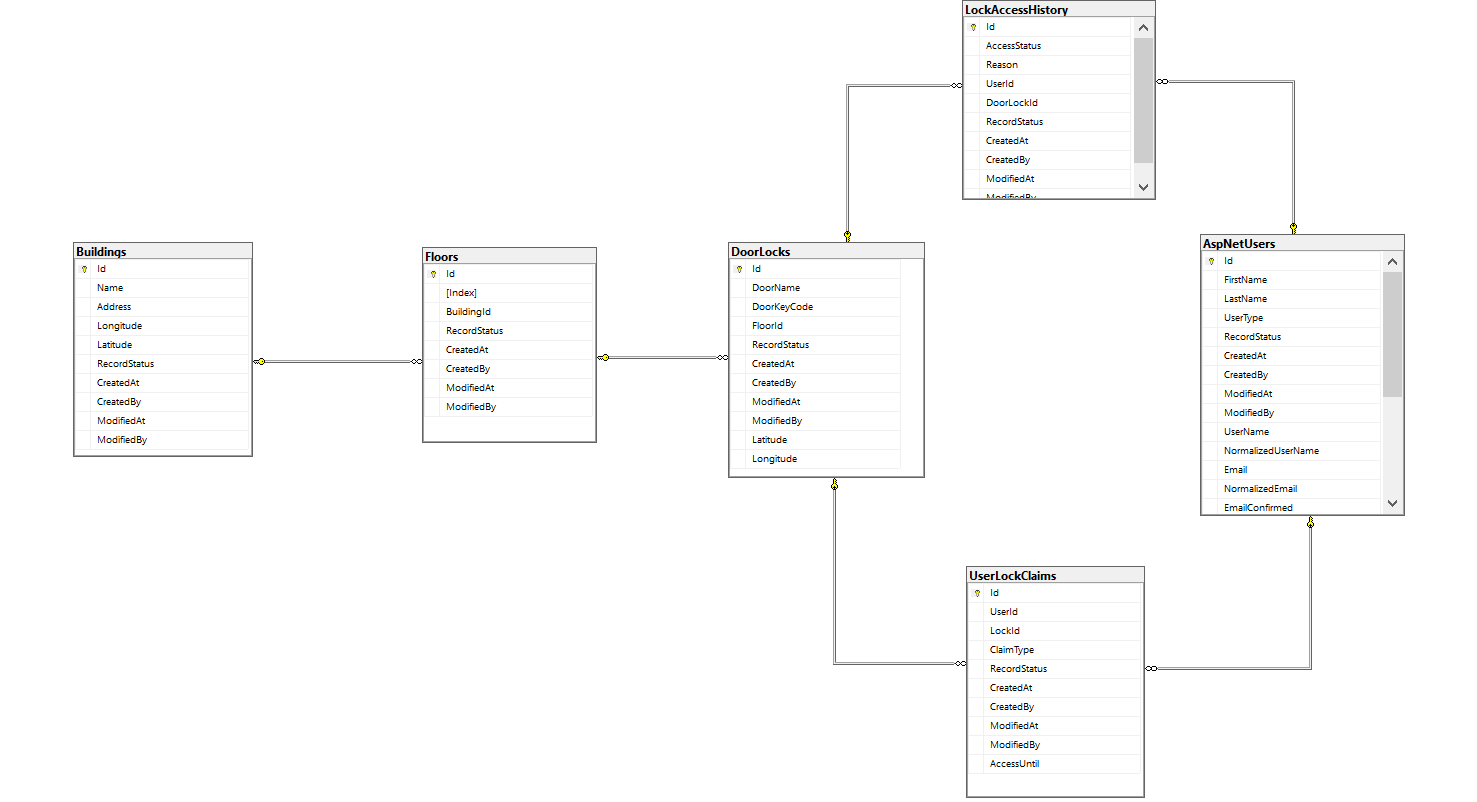 LockAccessHistory
Id
AccessStatus
Reason
UserId
DoorLockId
RecordStatus
CreatedAt
CreatedBy
ModifiedAt
ModifiedBy
Buildings
Id
Name
Address
Longitude
Latitude
RecordStatus
CreatedAt
CreatedBy
ModifiedAt
ModifiedBy
Floors
Id
[Index]
BuildingId
RecordStatus
CreatedAt
CreatedBy
ModifiedAt
ModifiedBy
DoorLocks
Id
DoorName
DoorKeyCode
FloorId
RecordStatus
CreatedAt
CreatedBy
ModifiedAt
ModifiedBy
Latitude
Longitude
AspNetUsers
Id
FirstName
LastName
UserType
RecordStatus
CreatedAt
CreatedBy
ModifiedAt
ModifiedBy
UserName
NormalizedUserName
Email
NormalizedEmail
EmailConfirmed
UserLockClaims
Id
UserId
LockId
ClaimType
RecordStatus
CreatedAt
CreatedBy
ModifiedAt
ModifiedBy
AccessUntil